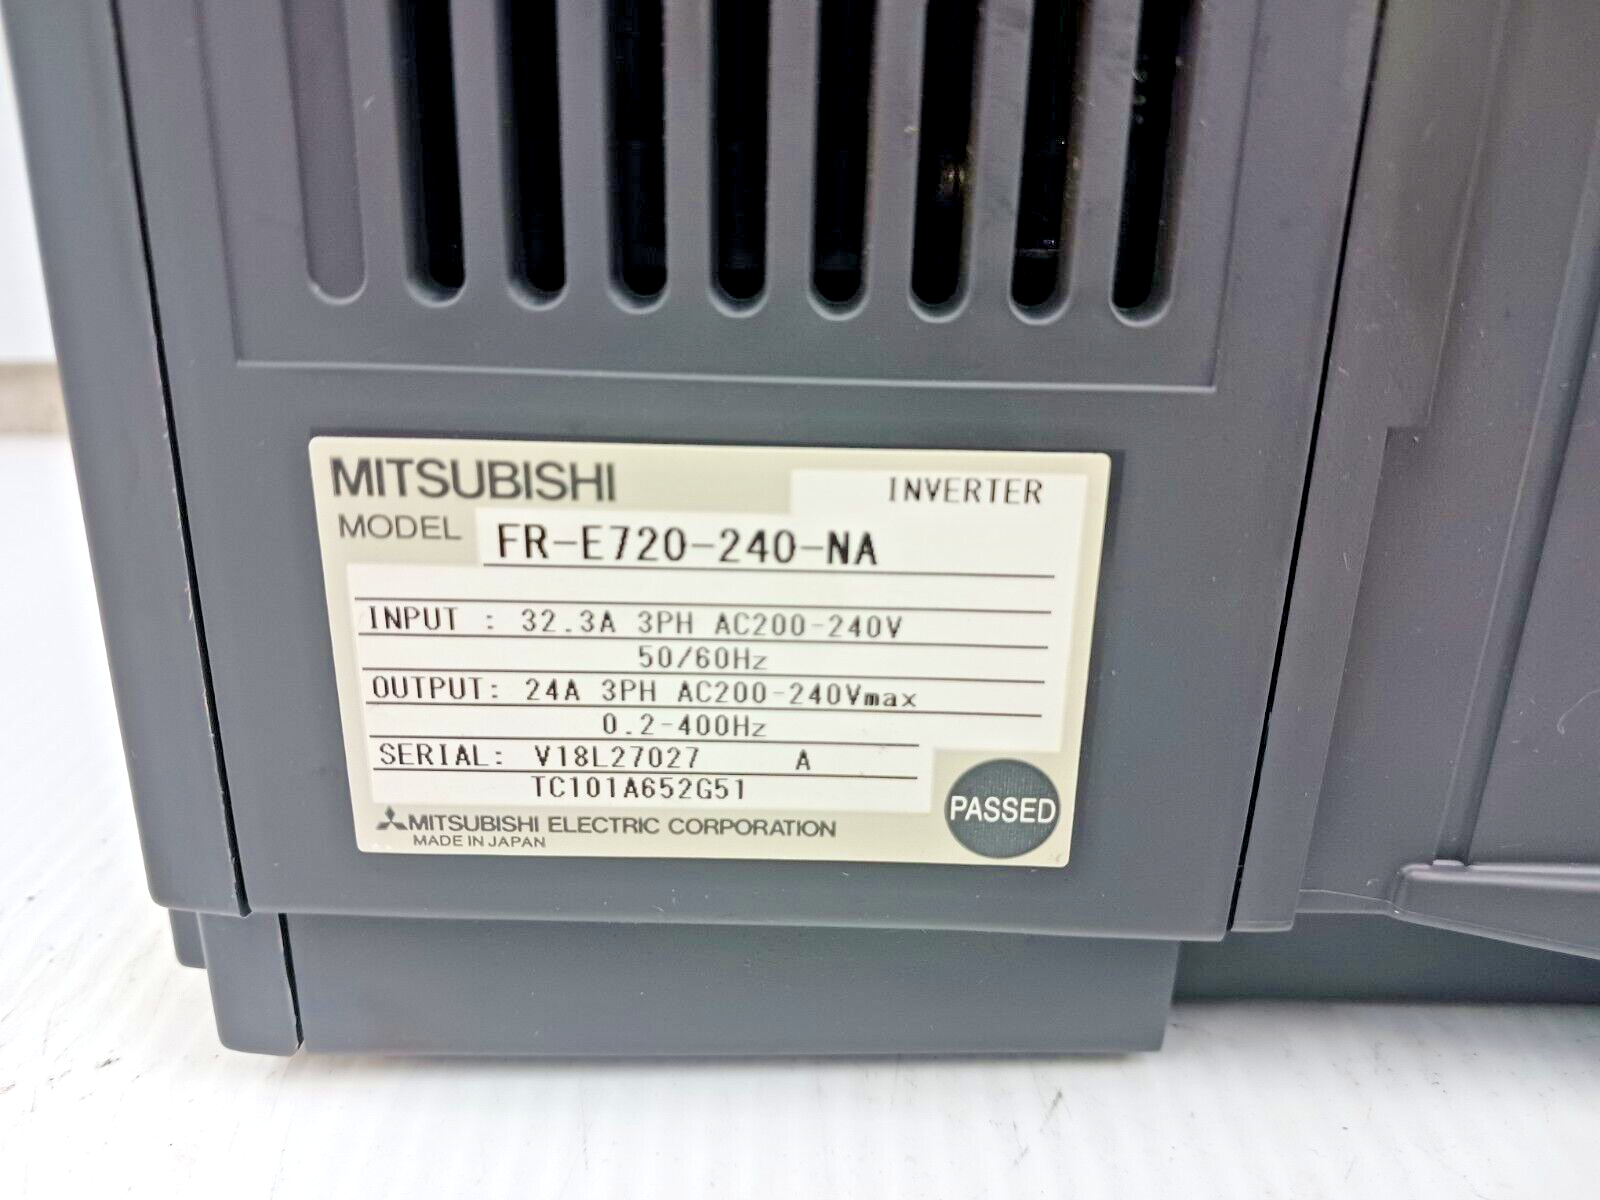 MITSUBISHI INVERTER
MODEL FR-E720-240-NA
INPUT : 32.3A 3PH AC200-240V
50/60Hz
OUTPUT: 24A 3PH AC200-240Vmax
0.2-400Hz
SERIAL: V18L27027 A
TC101A652G51
PASSED
MITSUBISHI ELECTRIC CORPORATION
MADE IN JAPAN